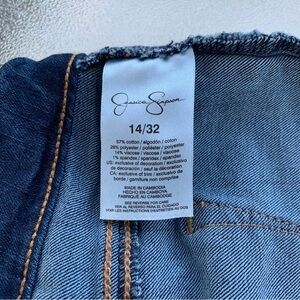 Jessica Simpson
14/32
57% cotton / algodón / coton
28% polyester / poliéster / polyester
14% viscose / viscosa / viscose
1% spandex / spandex / spandex
US: exclusive of decoration / exclusivo de
decoración / sauf la décoration
CA: exclusive of trim / exclusivo de
borde / garniture non comprise
MADE IN CAMBODIA
HECHO EN CAMBOYA
FABRIQUÉ AU CAMBODGE
SEE REVERSE FOR CARE
VER AL REVERSO PARA EL CUIDADO
VOIR LES INSTRUCTIONS D'ENTRETIEN AU DOS